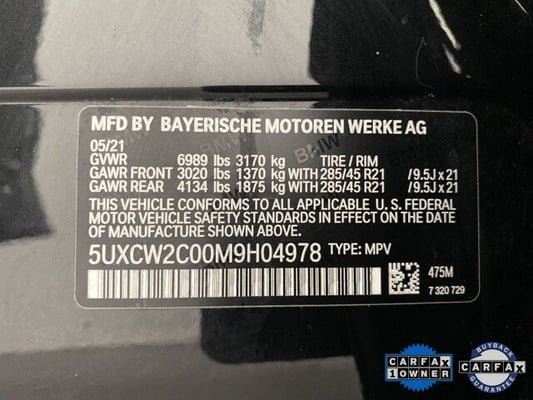 MFD BY BAYERISCHE MOTOREN WERKE AG
05/21
GVWR 6989 lbs 3170 kg TIRE / RIM
GAWR FRONT 3020 lbs 1370 kg WITH 285/45 R21 /9.5J x 21
GAWR REAR 4134 lbs 1875 kg WITH 285/45 R21 /9.5J x 21
THIS VEHICLE CONFORMS TO ALL APPLICABLE U. S. FEDERAL
MOTOR VEHICLE SAFETY STANDARDS IN EFFECT ON THE DATE
OF MANUFACTURE SHOWN ABOVE.
5UXCW2C00M9H04978 TYPE: MPV
475M
7 320 729
BMW
CARFAX
1 OWNER
BUYBACK
CARFAX
GUARANTEE